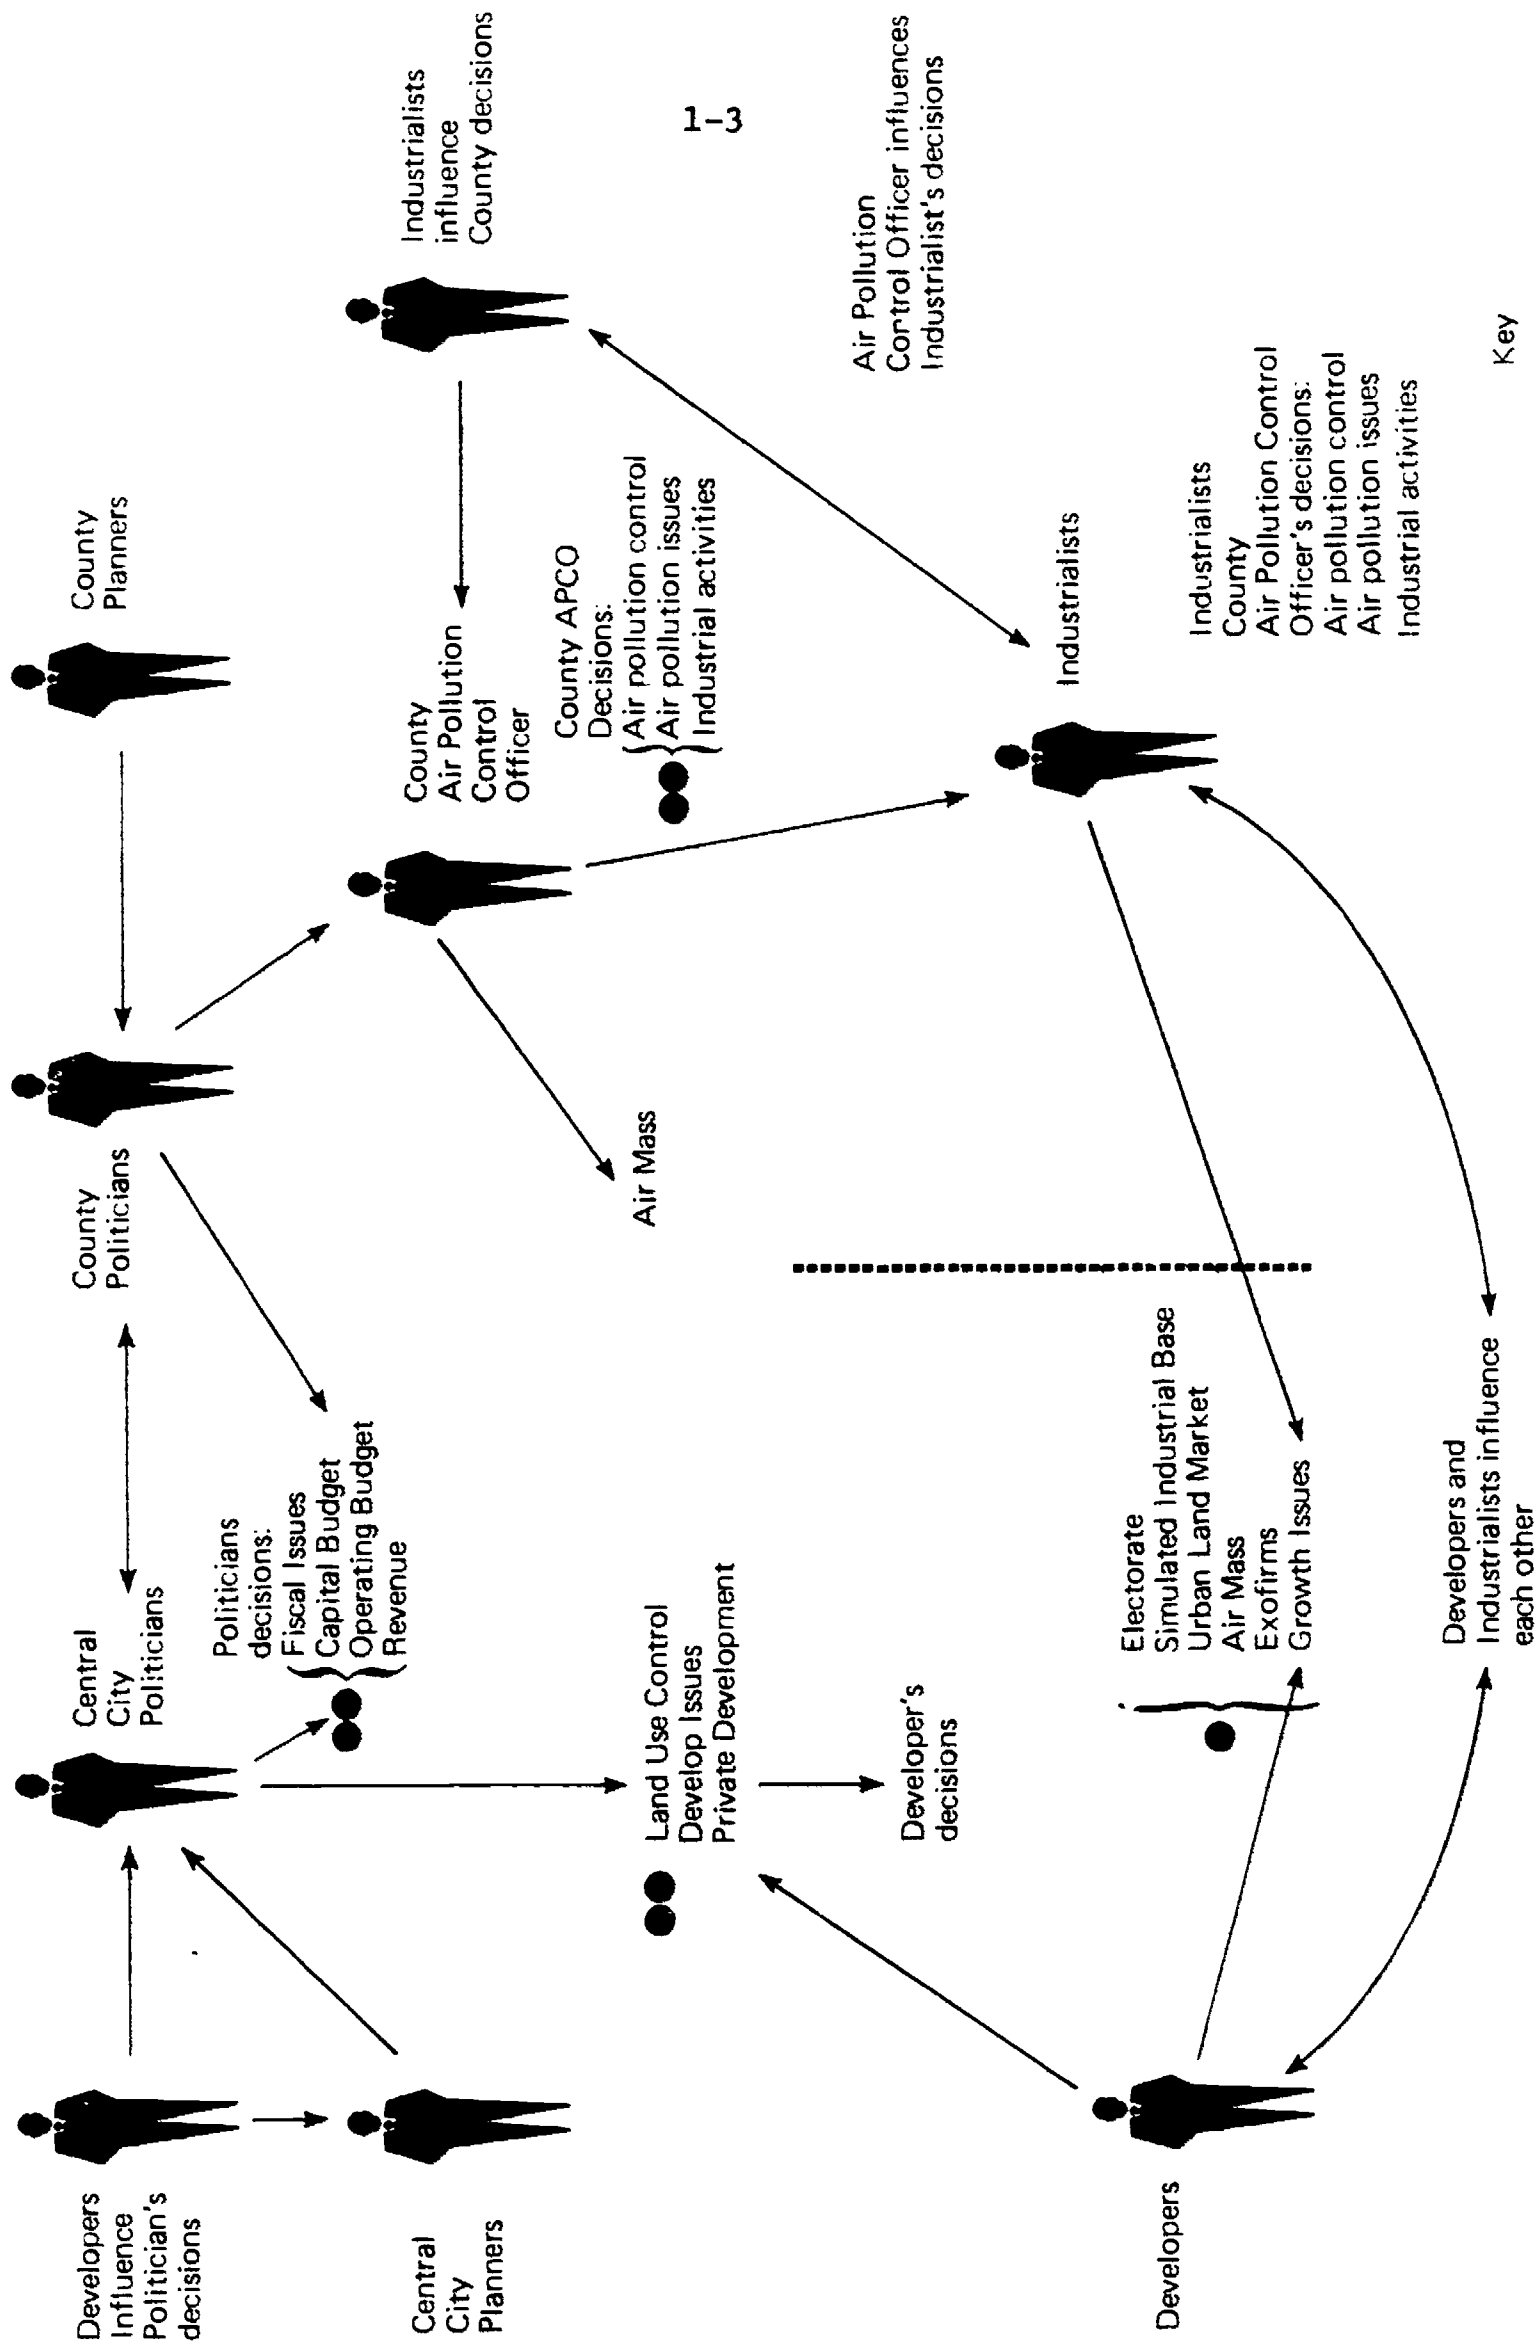 1-3
Developers
Influence
Politician's
decisions
Central
City
Politicians
County
Politicians
County
Planners
Politicians
decisions:
Fiscal Issues
Capital Budget
Operating Budget
Revenue
Central
City
Planners
County
Air Pollution
Control
Officer
Industrialists
influence
County decisions
County APCO
Decisions:
Air pollution control
Air pollution issues
Industrial activities
Land Use Control
Develop Issues
Private Development
Air Mass
Developer's
decisions
Air Pollution
Control Officer influences
Industrialist's decisions
Developers
Electorate
Simulated Industrial Base
Urban Land Market
Air Mass
Exofirms
Growth Issues
Industrialists
Industrialists
County
Air Pollution Control
Officer's decisions:
Air pollution control
Air pollution issues
Industrial activities
Developers and
Industrialists influence
each other
Key